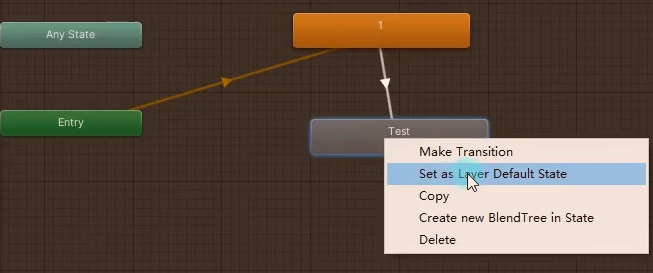 1
Any State
Entry
Test
Make Transition
Set as Layer Default State
Copy
Create new BlendTree in State
Delete